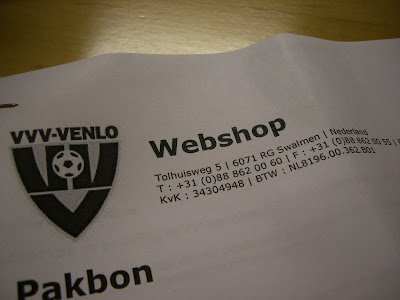 VVV-VENLO
Webshop
Tolhuisweg 5 | 6071 RG Swalmen | Nederland
T : +31 (0)88 862 00 60 | F : +31 (0)88 862 00 55 |
KvK : 34304948 | BTW : NL8196.00.362.B01
Pakbon